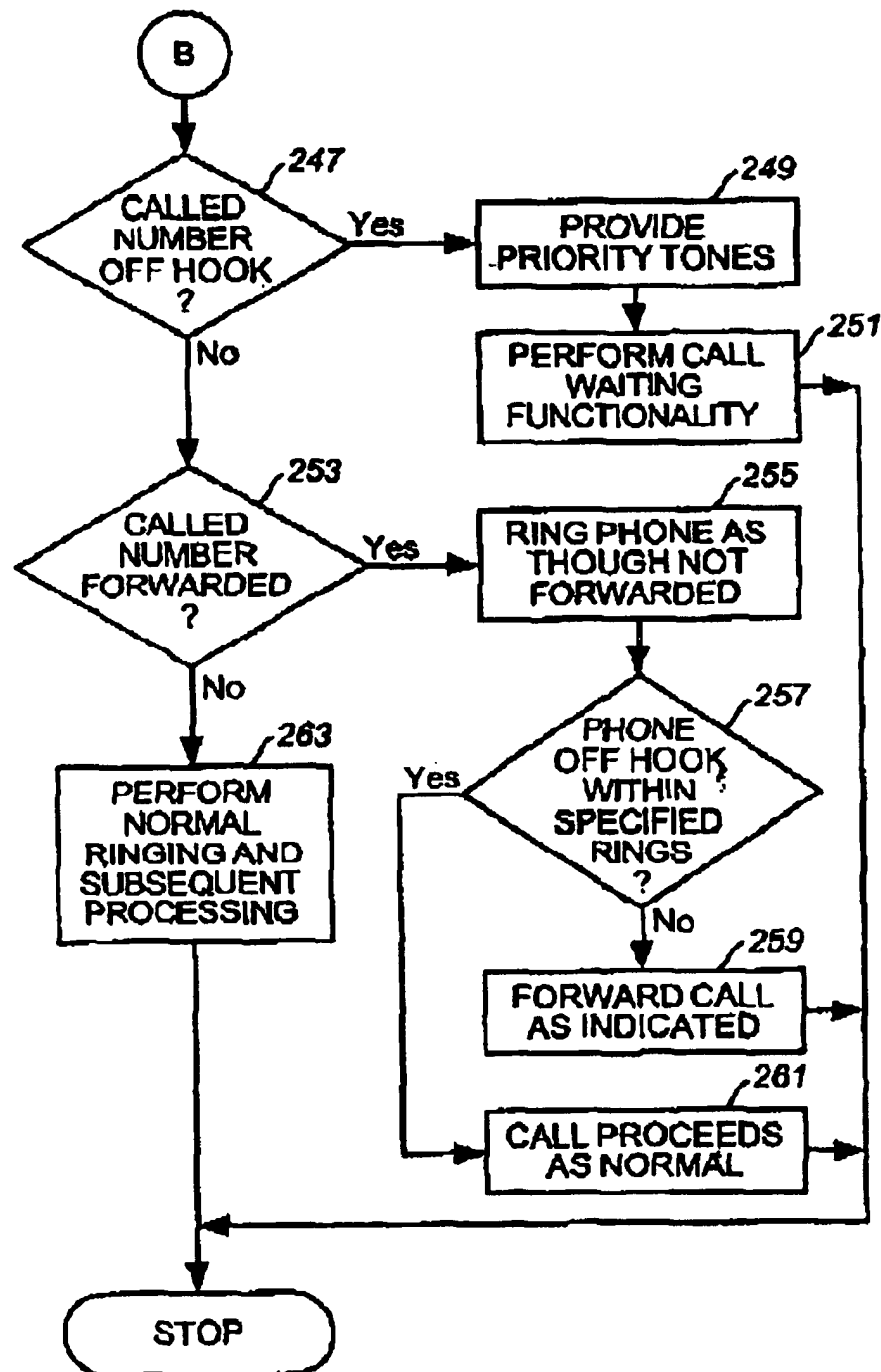 B
247
CALLED
NUMBER
OFF HOOK
?
Yes
No
249
PROVIDE
PRIORITY TONES
251
PERFORM CALL
WAITING
FUNCTIONALITY
253
CALLED
NUMBER
FORWARDED
?
Yes
No
255
RING PHONE AS
THOUGH NOT
FORWARDED
257
PHONE
OFF HOOK
WITHIN
SPECIFIED
RINGS
?
Yes
No
263
PERFORM
NORMAL
RINGING AND
SUBSEQUENT
PROCESSING
259
FORWARD CALL
AS INDICATED
261
CALL PROCEEDS
AS NORMAL
STOP